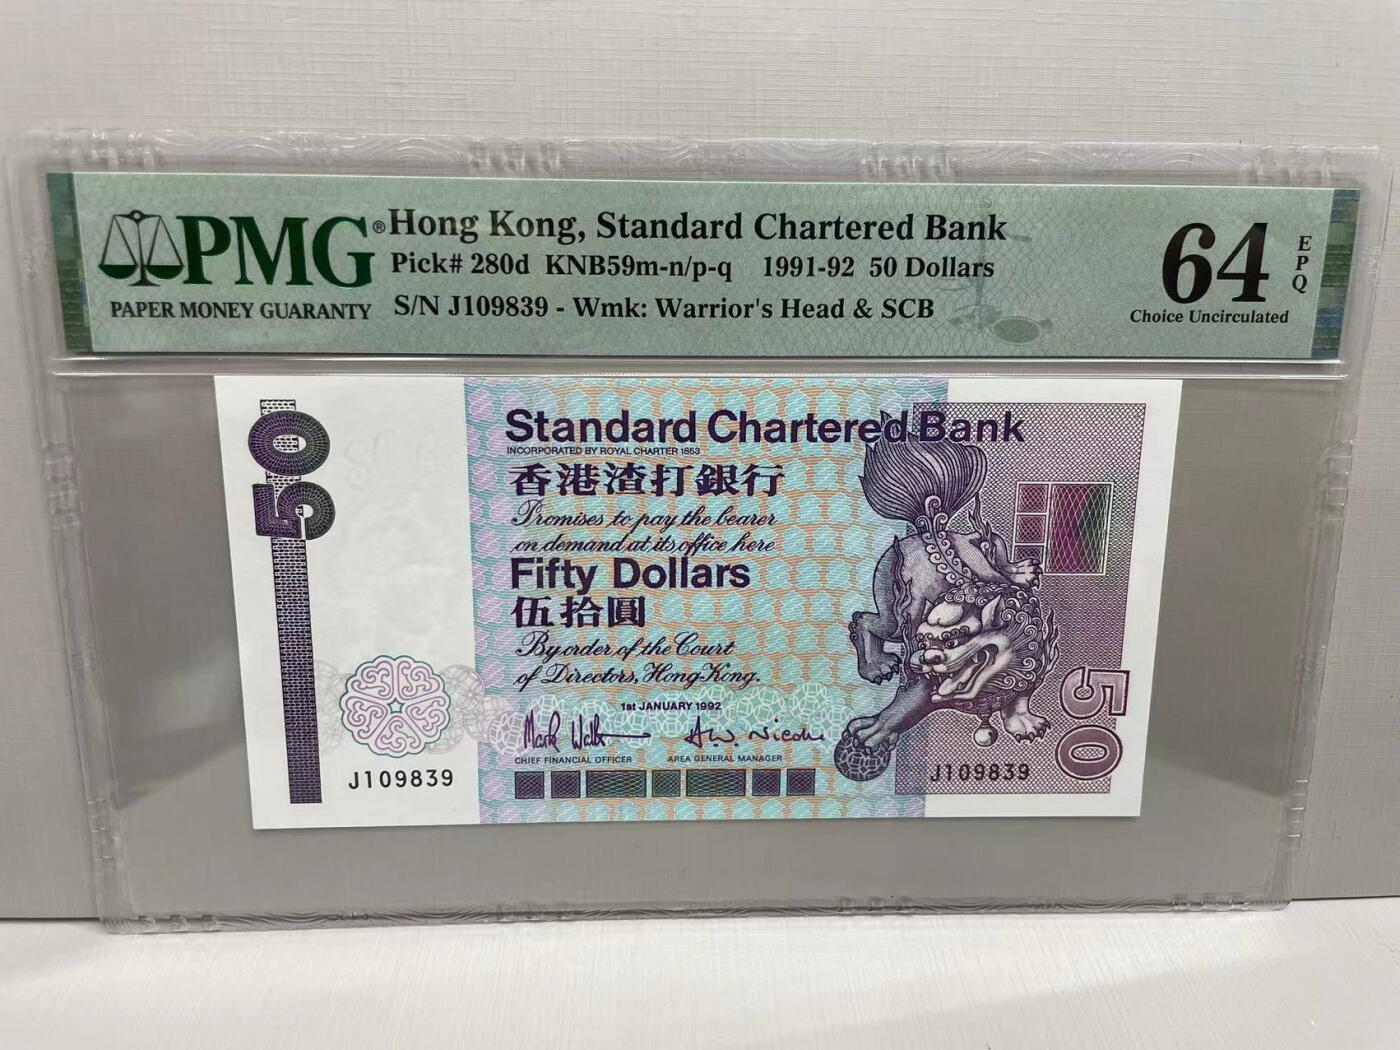 PMG®
PAPER MONEY GUARANTY
Hong Kong, Standard Chartered Bank
Pick# 280d KNB59m-n/p-q 1991-92 50 Dollars
S/N J109839 - Wmk: Warrior's Head & SCB
64
EPQ
Choice Uncirculated
50
Standard Chartered Bank
INCORPORATED BY ROYAL CHARTER 1853
香港渣打銀行
Promises to pay the bearer
on demand at its office here
Fifty Dollars
伍拾圓
By order of the Court
of Directors, Hong Kong.
1st JANUARY 1992
Mark Walk
A.W. Nicolle
CHIEF FINANCIAL OFFICER AREA GENERAL MANAGER
J109839
J109839
50